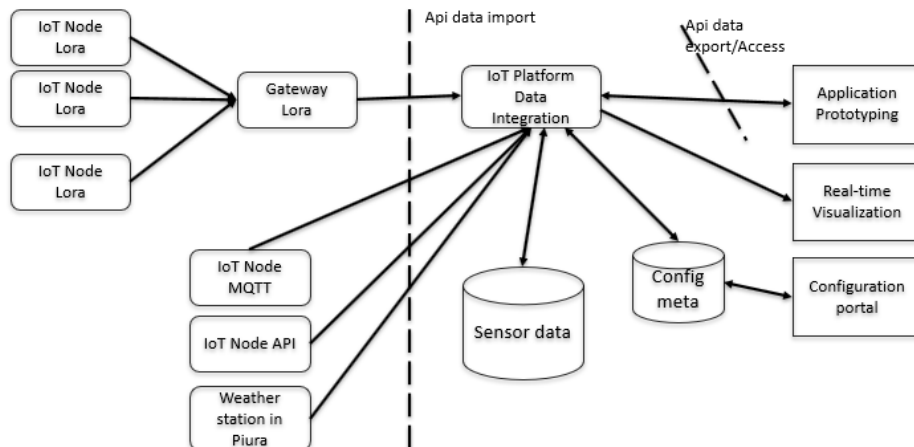 IoT Node
Lora
IoT Node
Lora
IoT Node
Lora
Gateway
Lora
Api data import
IoT Platform
Data
Integration
Api data
export/Access
Application
Prototyping
Real-time
Visualization
Configuration
portal
IoT Node
MQTT
IoT Node API
Weather
station in
Piura
Sensor data
Config
meta